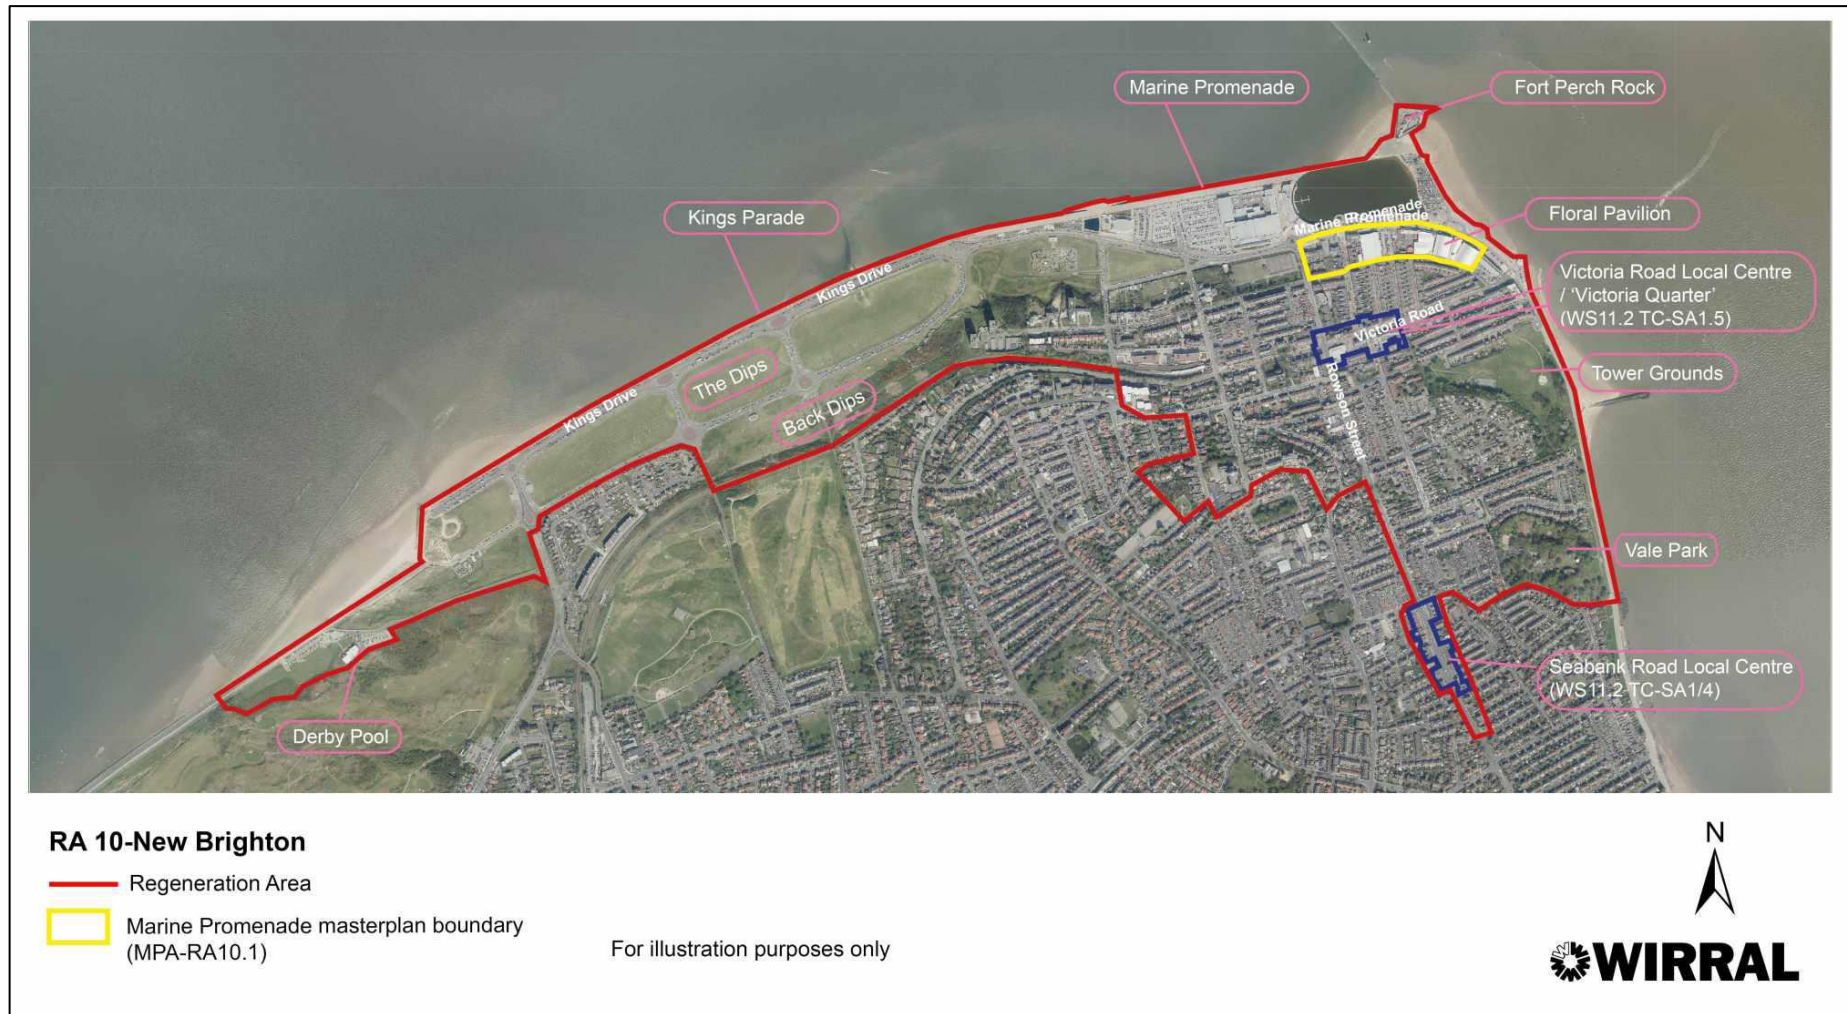 Marine Promenade
Fort Perch Rock
Kings Parade
Floral Pavilion
Marine Promenade
Marine Promenade
Kings Drive
Victoria Road Local Centre
/ ‘Victoria Quarter’
(WS11.2 TC-SA1.5)
Victoria Road
The Dips
Tower Grounds
Kings Drive
Back Dips
Rowson Street
Vale Park
Seabank Road Local Centre
(WS11.2 TC-SA1/4)
Derby Pool
RA 10-New Brighton
Regeneration Area
Marine Promenade masterplan boundary
(MPA-RA10.1)
For illustration purposes only
N
WIRRAL